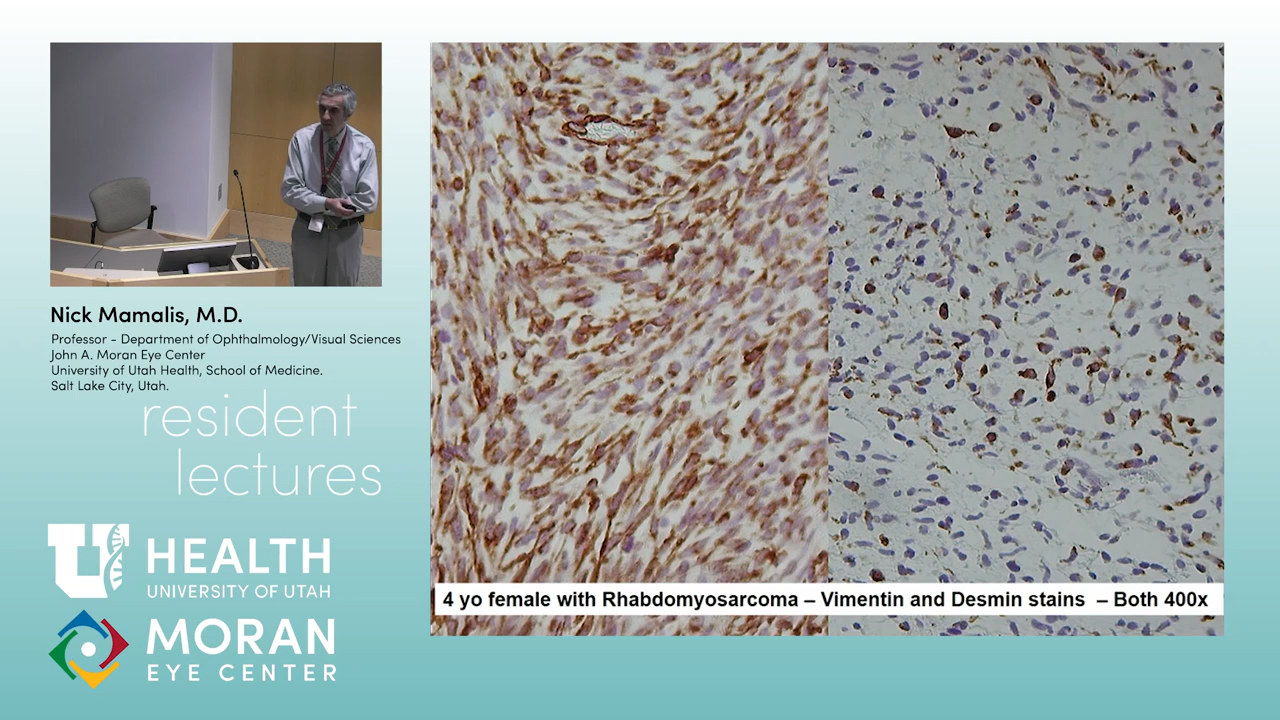 Nick Mamalis, M.D.
Professor - Department of Ophthalmology/Visual Sciences
John A. Moran Eye Center
University of Utah Health, School of Medicine.
Salt Lake City, Utah.
resident
lectures
U HEALTH
UNIVERSITY OF UTAH
MORAN
EYE CENTER
4 yo female with Rhabdomyosarcoma – Vimentin and Desmin stains – Both 400x